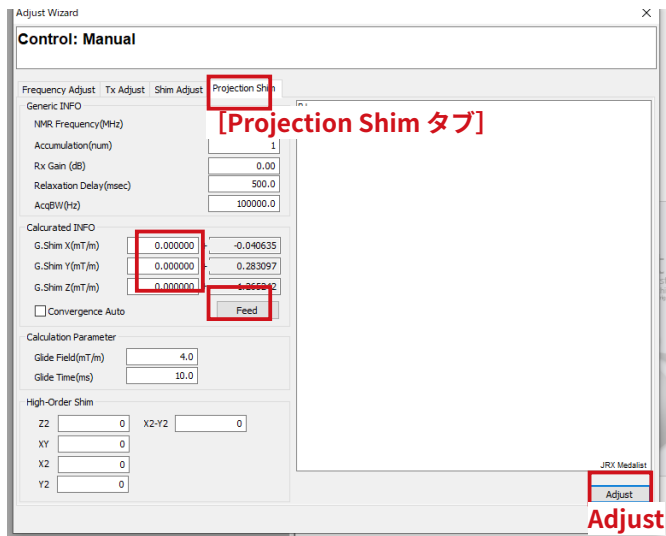 Adjust Wizard
Control: Manual
Frequency Adjust Tx Adjust Shim Adjust Projection Shim
[Projection Shim タブ]
Generic INFO
NMR Frequency(MHz)
Accumulation(num) 1
Rx Gain (dB) 0.00
Relaxation Delay(msec) 500.0
AcqBW(Hz) 100000.0
Calcurated INFO
G.Shim X(mT/m) 0.000000 -0.040635
G.Shim Y(mT/m) 0.000000 0.283097
G.Shim Z(mT/m) 0.000000
Convergence Auto Feed
Calculation Parameter
Glide Field(mT/m) 4.0
Glide Time(ms) 10.0
High-Order Shim
Z2 0 X2-Y2 0
XY 0
X2 0
Y2 0
JRX Medalist
Adjust
Adjust